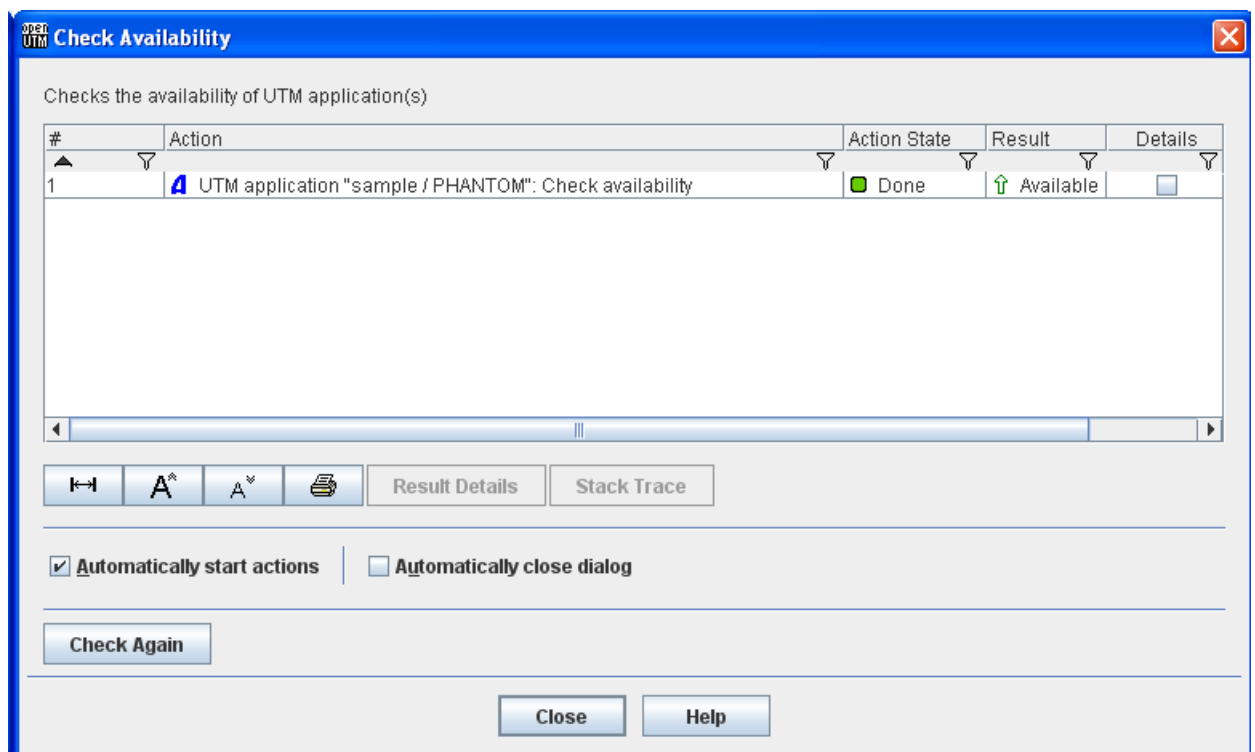 open UTM Check Availability
Checks the availability of UTM application(s)
# Action Action State Result Details
1 UTM application "sample / PHANTOM": Check availability Done Available
A A Result Details Stack Trace
Automatically start actions Automatically close dialog
Check Again
Close Help